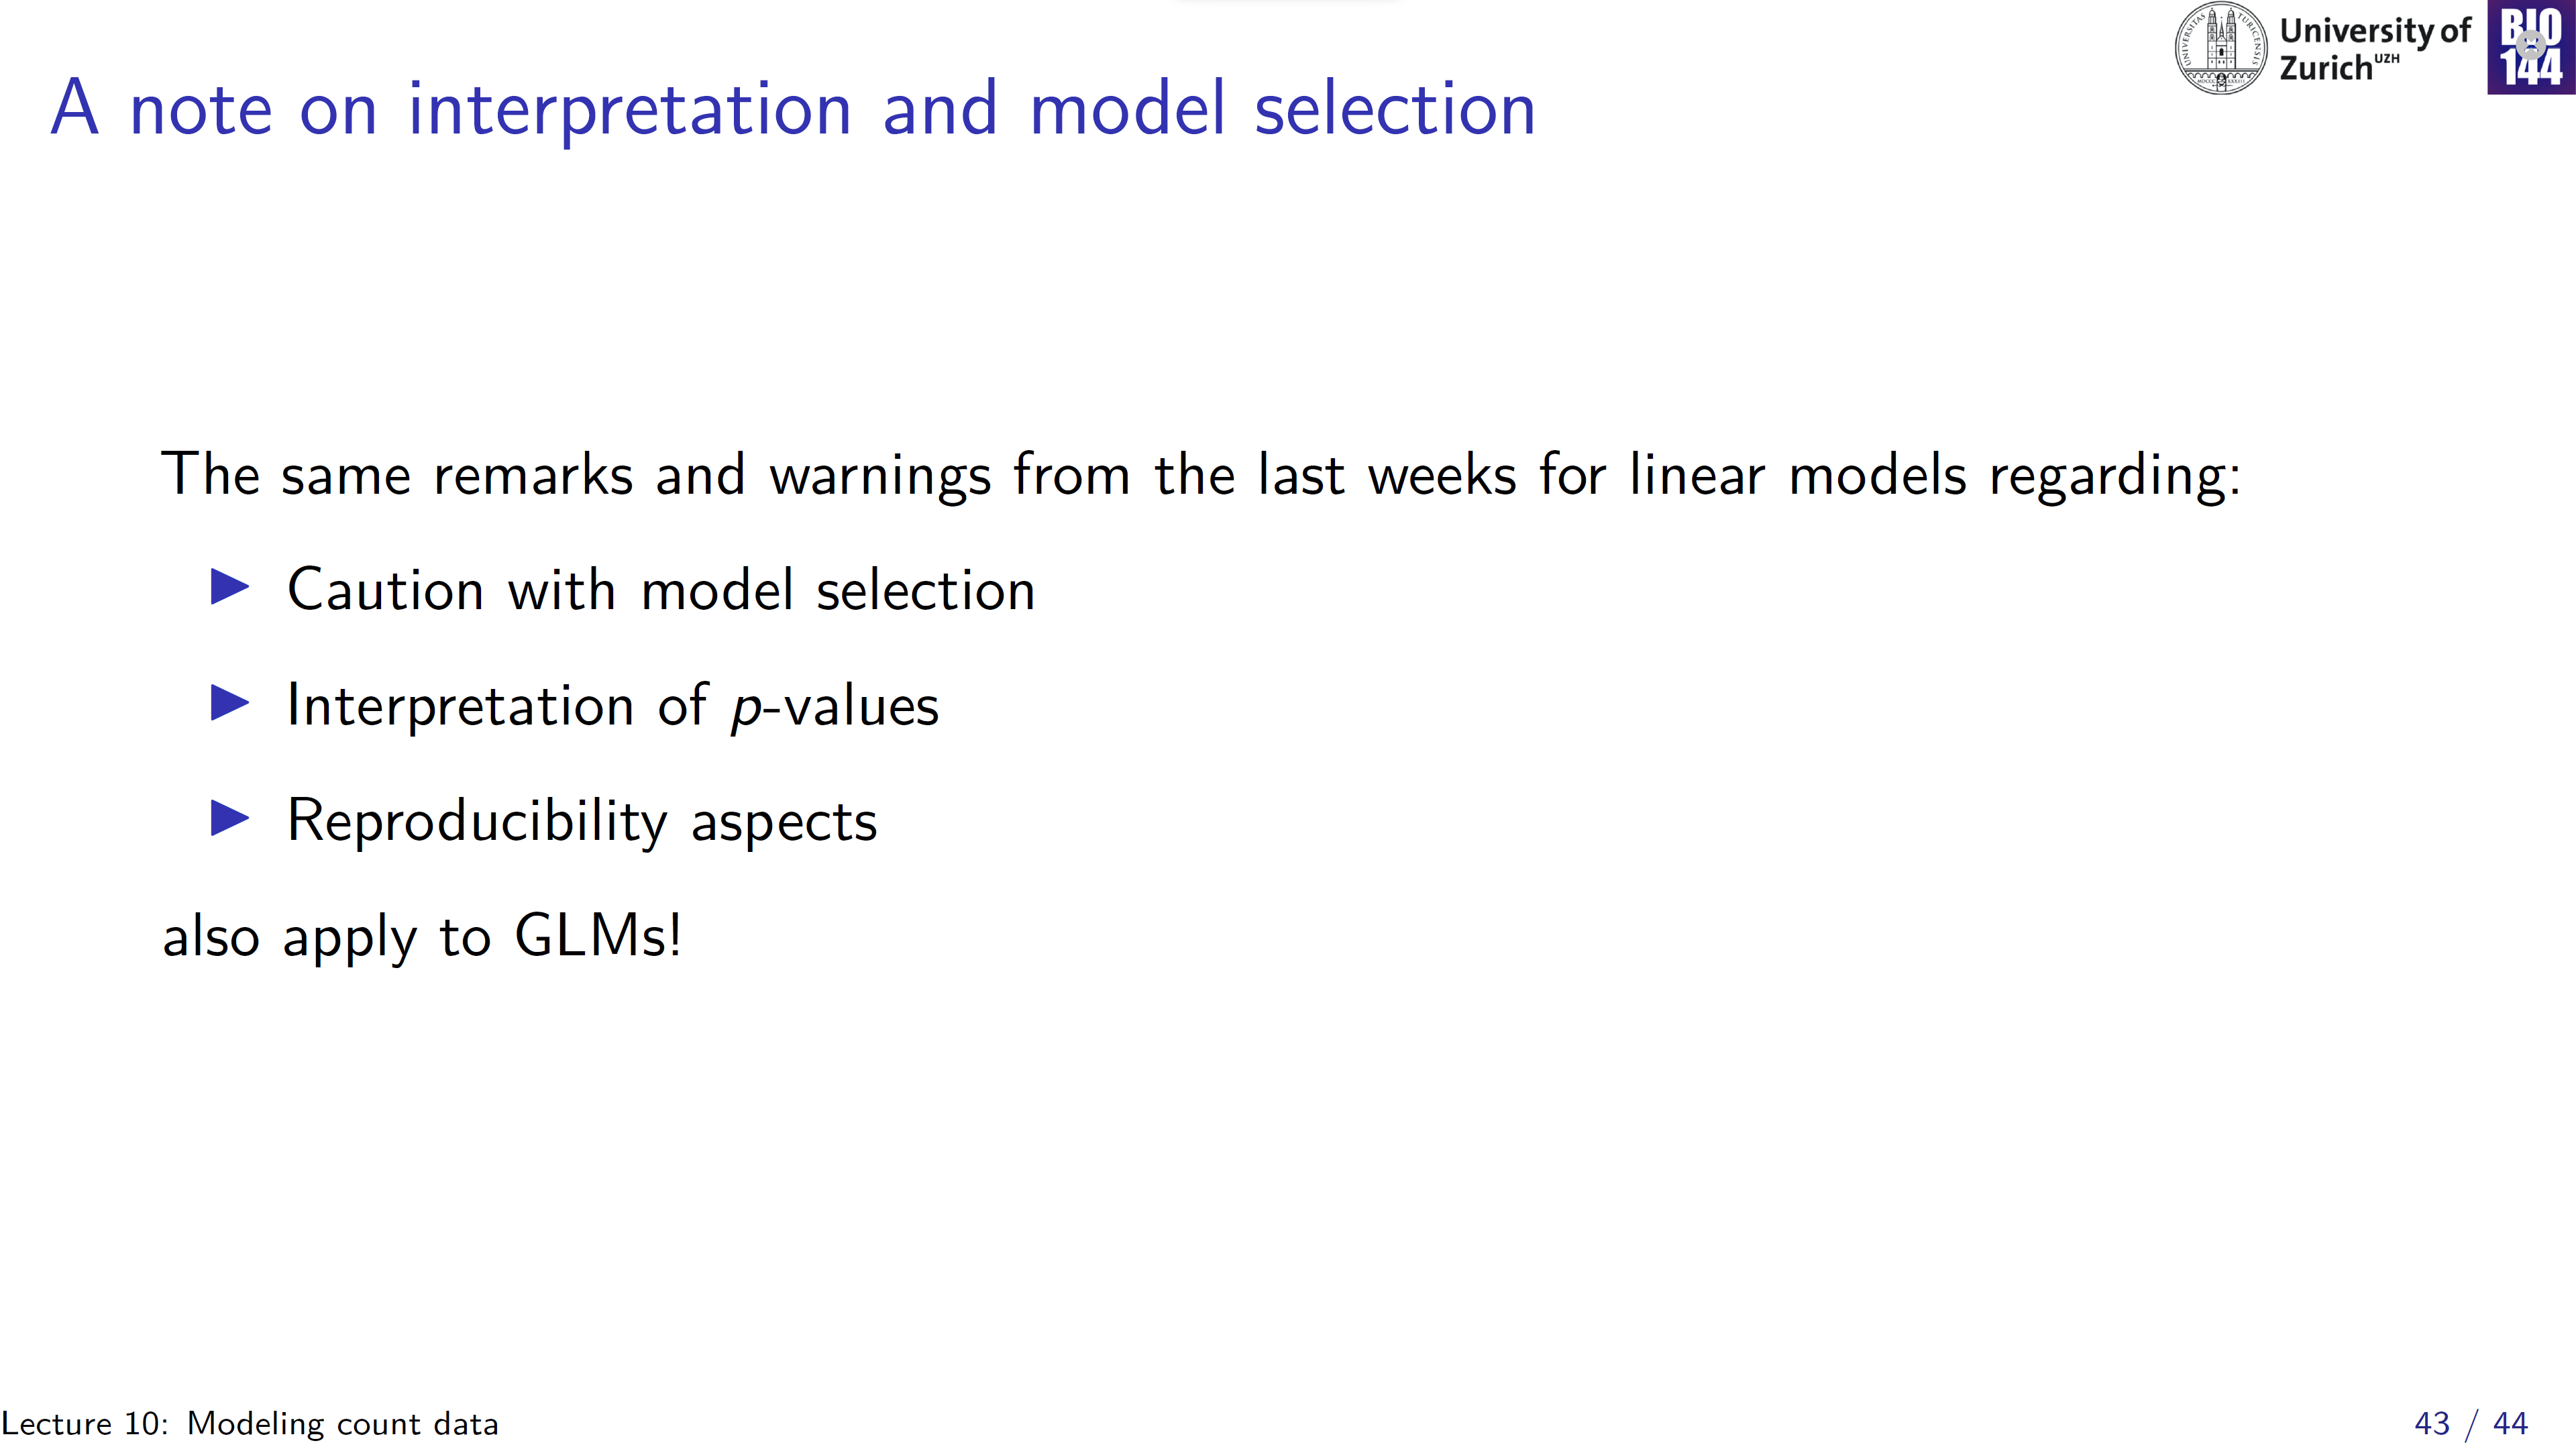 University of
Zurich UZH
BIO
144
A note on interpretation and model selection
The same remarks and warnings from the last weeks for linear models regarding:
Caution with model selection
Interpretation of p-values
Reproducibility aspects
also apply to GLMs!
Lecture 10: Modeling count data
43 / 44